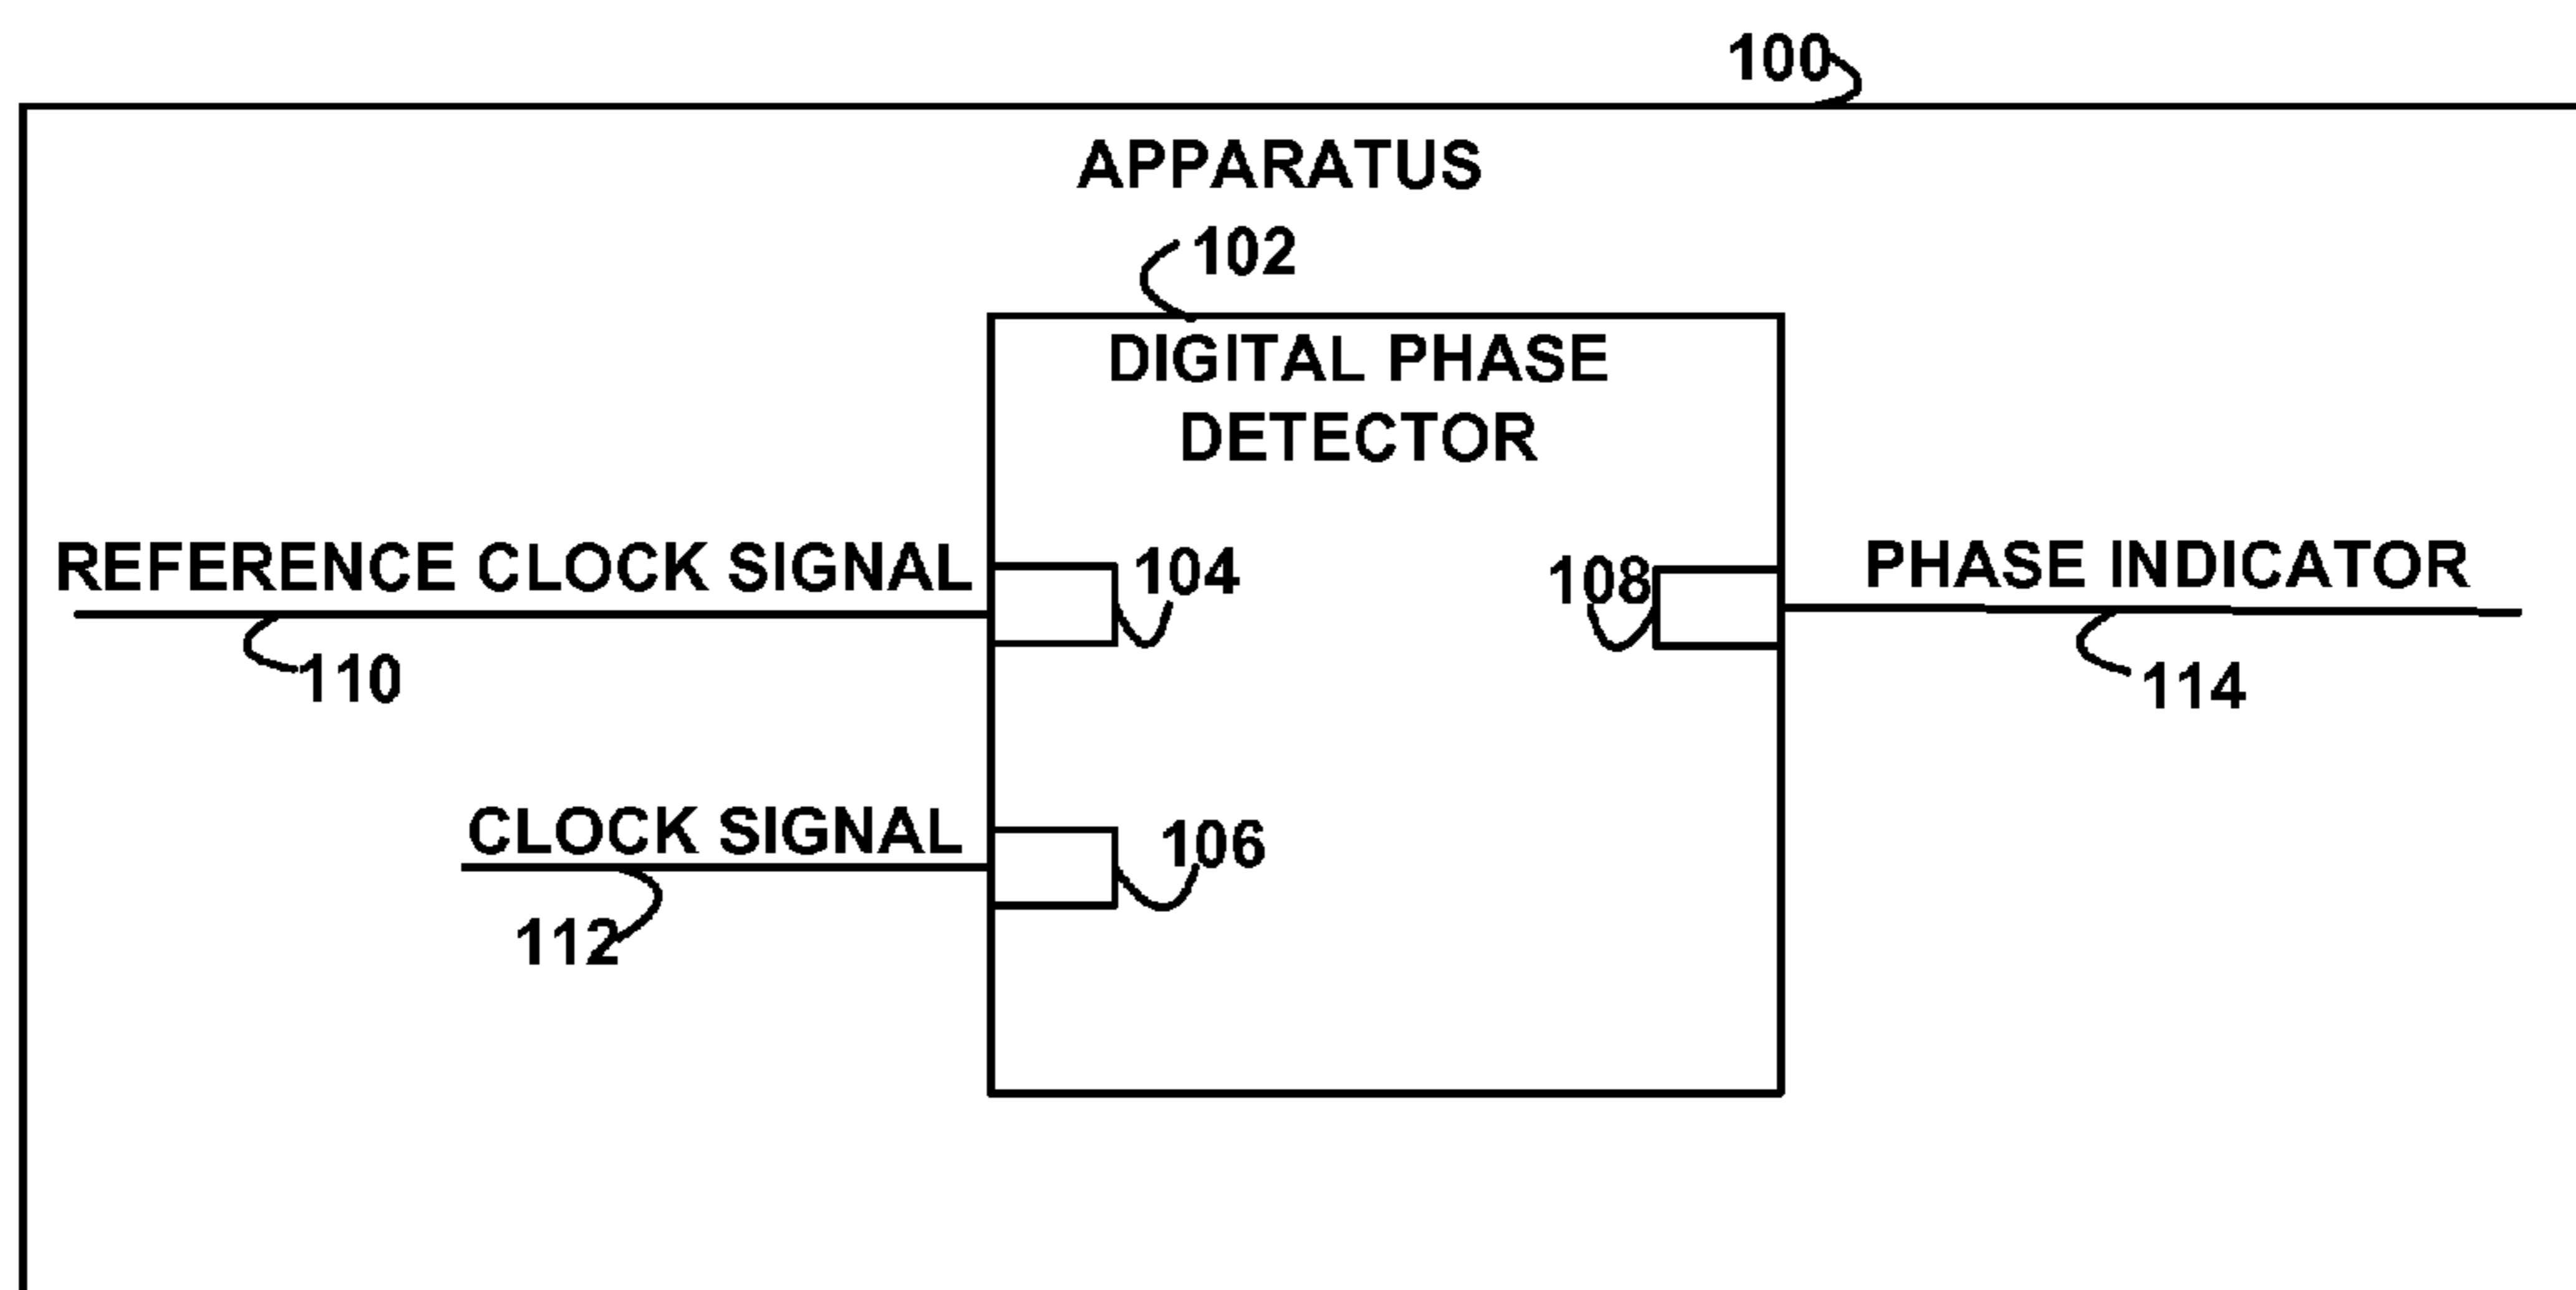 100
APPARATUS
102
DIGITAL PHASE
DETECTOR
REFERENCE CLOCK SIGNAL
104
108
PHASE INDICATOR
110
114
CLOCK SIGNAL
106
112